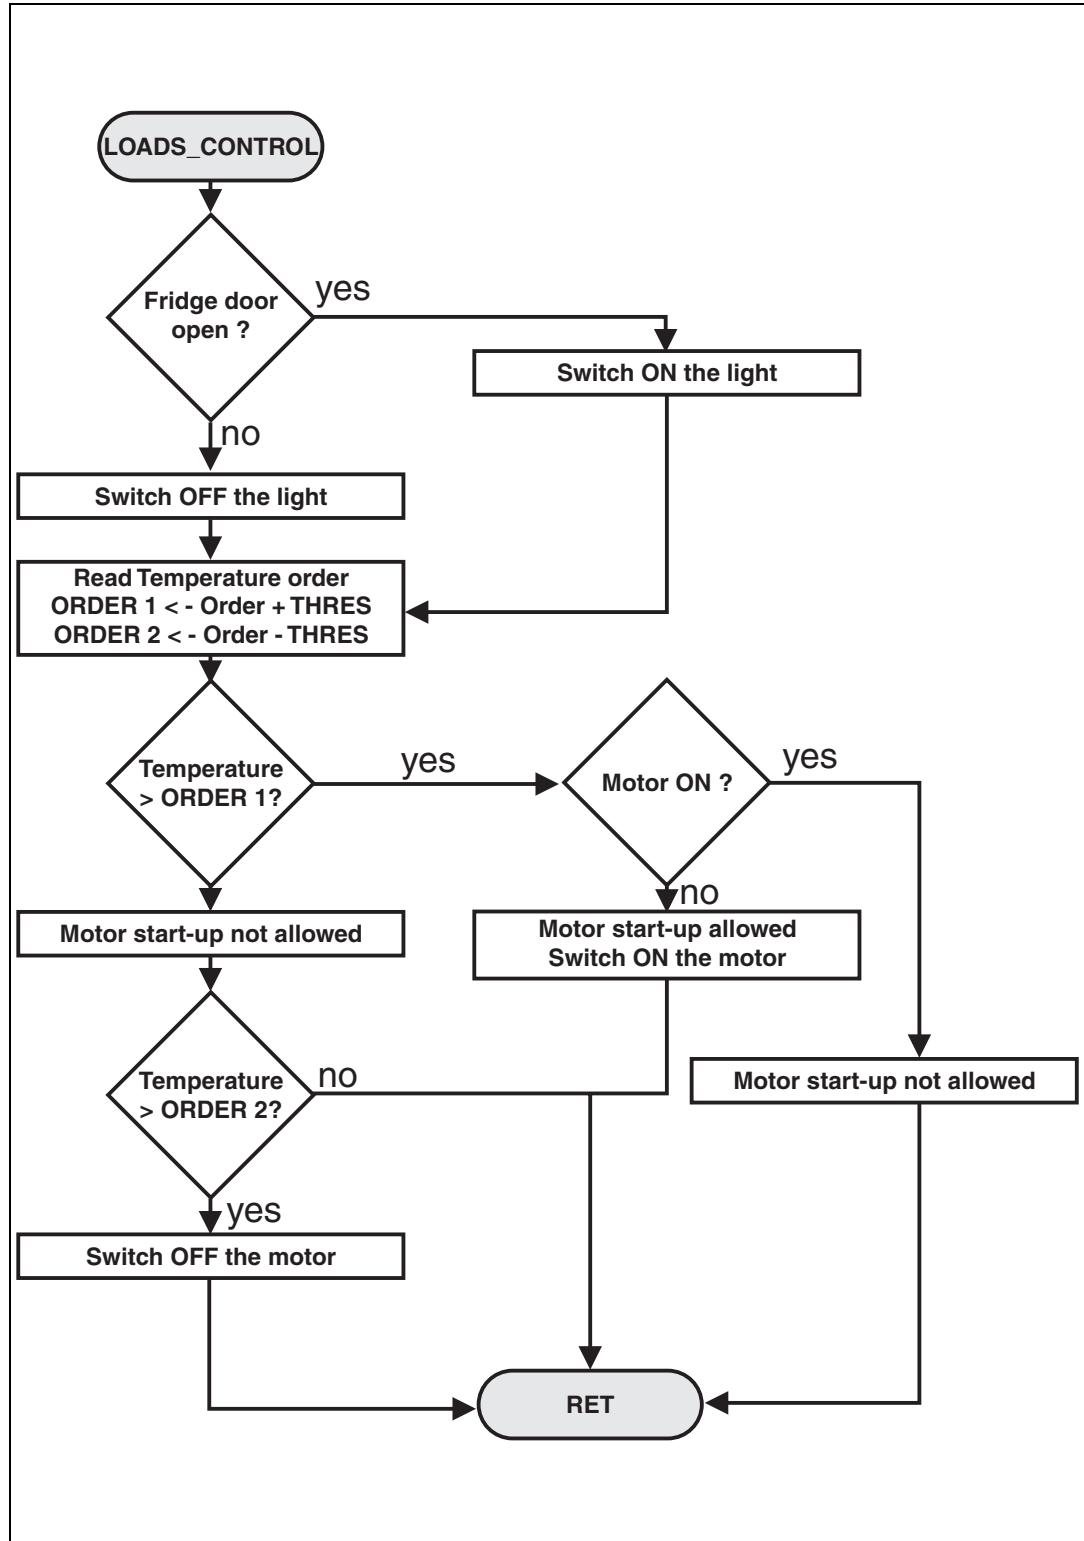 LOADS_CONTROL
Fridge door
open ?
yes
Switch ON the light
no
Switch OFF the light
Read Temperature order
ORDER 1 < - Order + THRES
ORDER 2 < - Order - THRES
Temperature
> ORDER 1?
yes
Motor ON ?
yes
no
Motor start-up not allowed
Motor start-up allowed
Switch ON the motor
Temperature
> ORDER 2?
no
Motor start-up not allowed
yes
Switch OFF the motor
RET